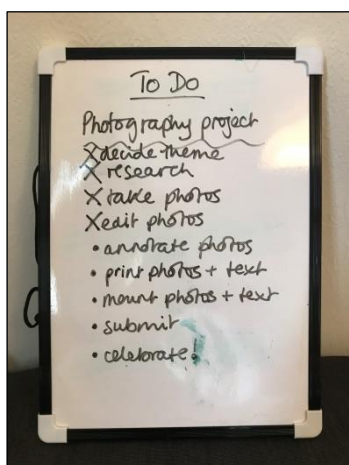 To Do
Photography project
X decide theme
X research
X take photos
X edit photos
• annotate photos
• print photos + text
• mount photos + text
• submit
• celebrate!